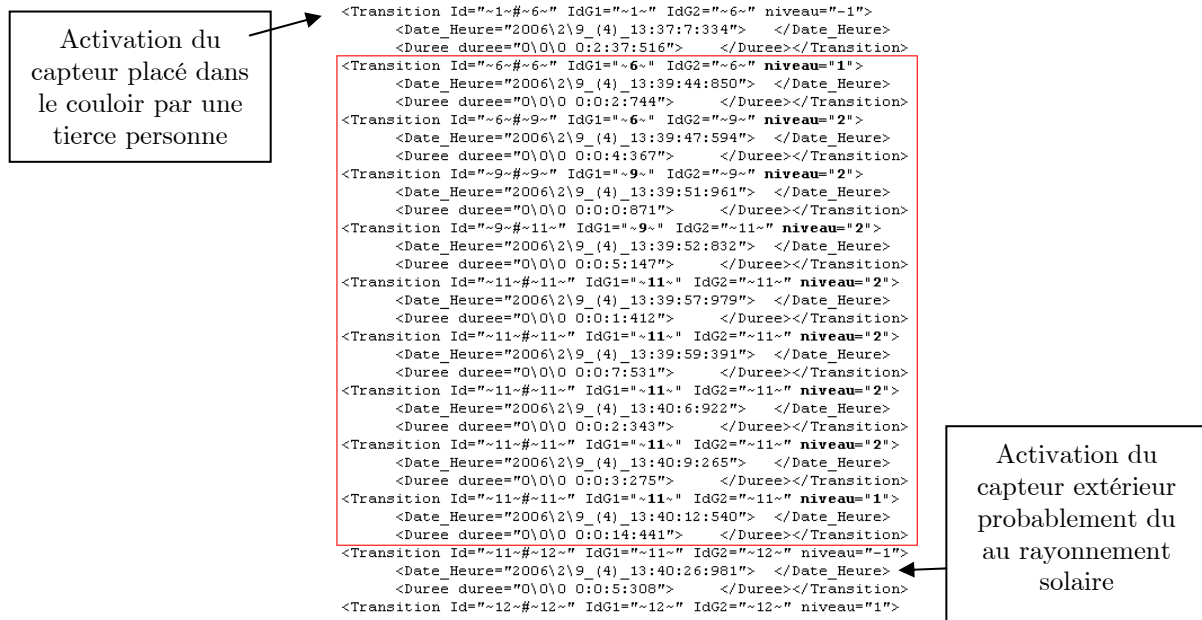 Activation du
capteur placé dans
le couloir par une
tierce personne
<Transition Id="~1~#~6~" IdG1="~1~" IdG2="~6~" niveau="-1">
<Date_Heure="2006\2\9_(4)_13:37:7:334"> </Date_Heure>
<Duree="0\0\0 0:2:37:516"> </Duree></Transition>
<Transition Id="~6~#~6~" IdG1="~6~" IdG2="~6~" niveau="1">
<Date_Heure="2006\2\9_(4)_13:39:44:850"> </Date_Heure>
<Duree duree="0\0\0 0:0:2:744"> </Duree></Transition>
<Transition Id="~6~#~9~" IdG1="~6~" IdG2="~9~" niveau="2">
<Date_Heure="2006\2\9_(4)_13:39:47:594"> </Date_Heure>
<Duree duree="0\0\0 0:0:4:367"> </Duree></Transition>
<Transition Id="~9~#~9~" IdG1="~9~" IdG2="~9~" niveau="2">
<Date_Heure="2006\2\9_(4)_13:39:51:961"> </Date_Heure>
<Duree duree="0\0\0 0:0:0:871"> </Duree></Transition>
<Transition Id="~9~#~11~" IdG1="~9~" IdG2="~11~" niveau="2">
<Date_Heure="2006\2\9_(4)_13:39:52:832"> </Date_Heure>
<Duree duree="0\0\0 0:0:5:147"> </Duree></Transition>
<Transition Id="~11~#~11~" IdG1="~11~" IdG2="~11~" niveau="2">
<Date_Heure="2006\2\9_(4)_13:39:57:979"> </Date_Heure>
<Duree duree="0\0\0 0:0:1:412"> </Duree></Transition>
<Transition Id="~11~#~11~" IdG1="~11~" IdG2="~11~" niveau="2">
<Date_Heure="2006\2\9_(4)_13:39:59:391"> </Date_Heure>
<Duree duree="0\0\0 0:0:7:531"> </Duree></Transition>
<Transition Id="~11~#~11~" IdG1="~11~" IdG2="~11~" niveau="2">
<Date_Heure="2006\2\9_(4)_13:40:6:922"> </Date_Heure>
<Duree duree="0\0\0 0:0:2:343"> </Duree></Transition>
<Transition Id="~11~#~11~" IdG1="~11~" IdG2="~11~" niveau="2">
<Date_Heure="2006\2\9_(4)_13:40:9:265"> </Date_Heure>
<Duree duree="0\0\0 0:0:3:275"> </Duree></Transition>
<Transition Id="~11~#~11~" IdG1="~11~" IdG2="~11~" niveau="1">
<Date_Heure="2006\2\9_(4)_13:40:12:540"> </Date_Heure>
<Duree duree="0\0\0 0:0:14:441"> </Duree></Transition>
<Transition Id="~11~#~12~" IdG1="~11~" IdG2="~12~" niveau="-1">
<Date_Heure="2006\2\9_(4)_13:40:26:981"> </Date_Heure>
<Duree duree="0\0\0 0:0:5:308"> </Duree></Transition>
<Transition Id="~12~#~12~" IdG1="~12~" IdG2="~12~" niveau="1">
Activation du
capteur extérieur
probablement du
au rayonnement
solaire